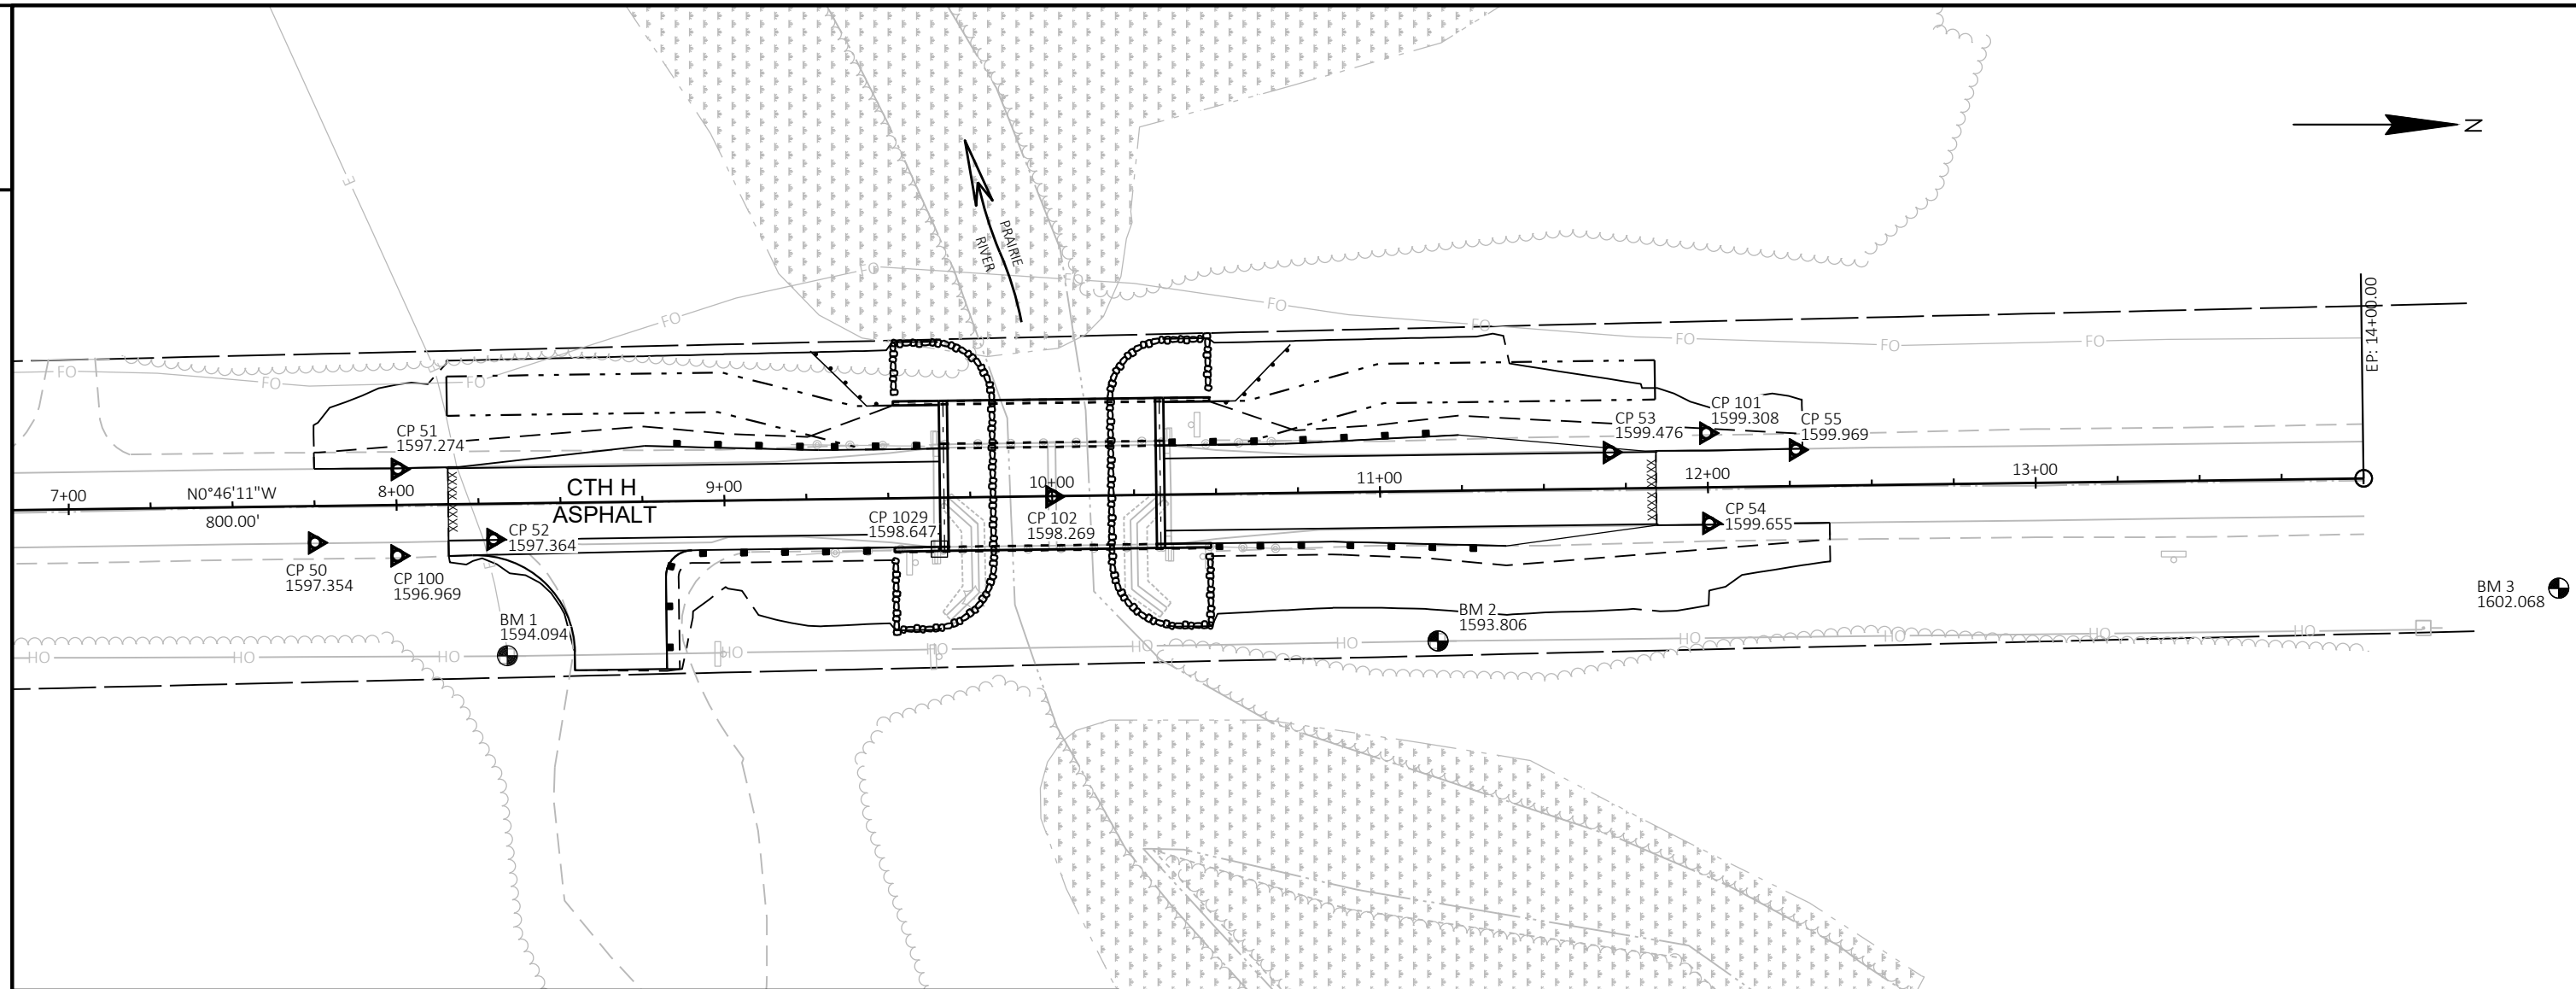 N
E
PRAIRIE
RIVER
FO
FO
FO
FO
FO
FO
FO
FO
FO
FO
FO
EP: 14+00.00
CP 51
1597.274
CP 53
1599.476
CP 101
1599.308
CP 55
1599.969
7+00
N0°46'11"W
800.00'
8+00
CTH H
ASPHALT
9+00
10+00
11+00
12+00
13+00
CP 52
1597.364
CP 1029
1598.647
CP 102
1598.269
CP 54
1599.655
CP 50
1597.354
CP 100
1596.969
BM 1
1594.094
BM 2
1593.806
BM 3
1602.068
HO
HO
HO
HO
HO
HO
HO
HO
HO
HO
HO